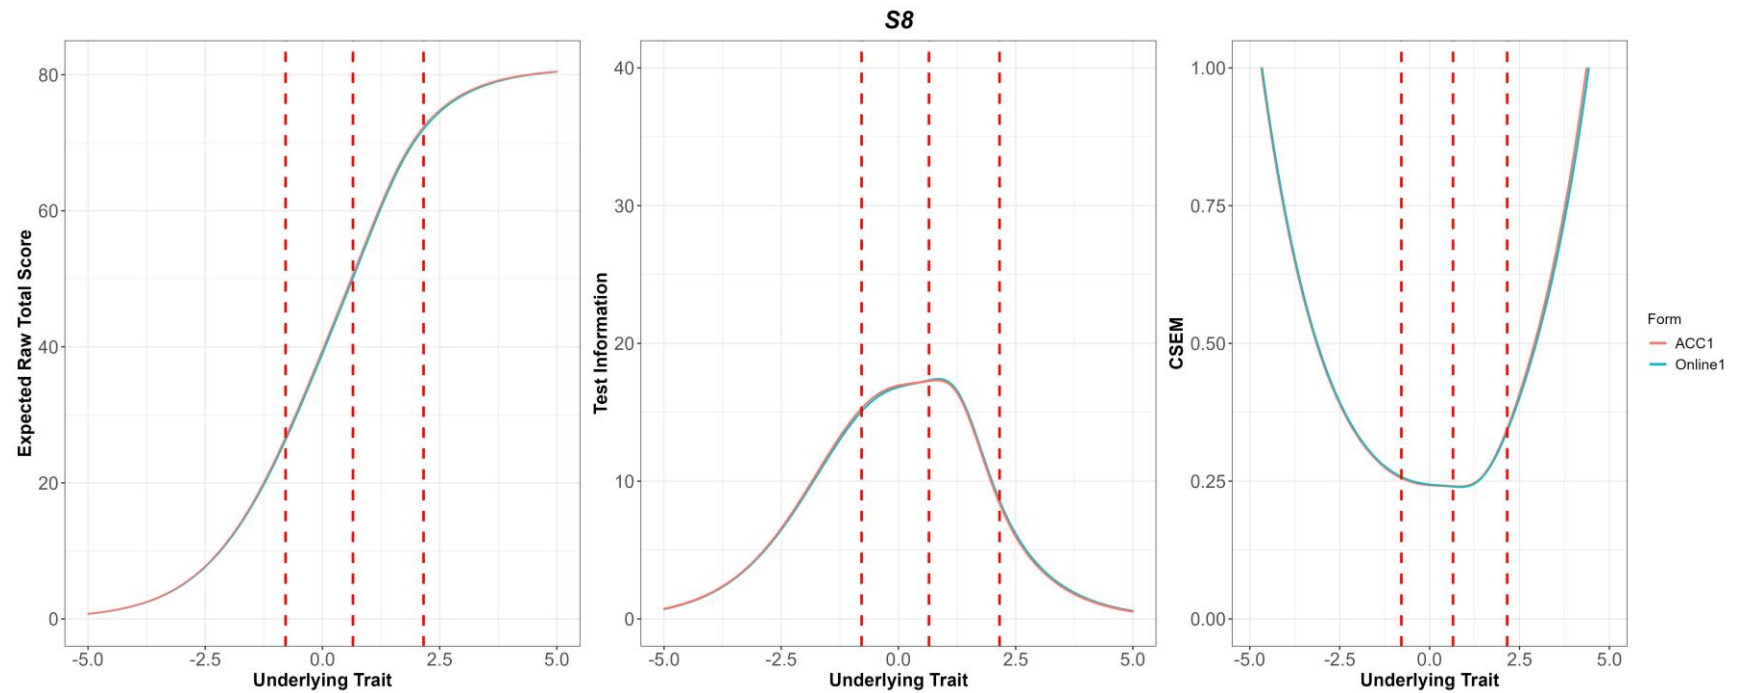 S8
80
60
40
20
0
Expected Raw Total Score
-5.0 -2.5 0.0 2.5 5.0
Underlying Trait
40
30
20
10
0
Test Information
-5.0 -2.5 0.0 2.5 5.0
Underlying Trait
1.00
0.75
0.50
0.25
0.00
CSEM
-5.0 -2.5 0.0 2.5 5.0
Underlying Trait
Form
ACC1
Online1